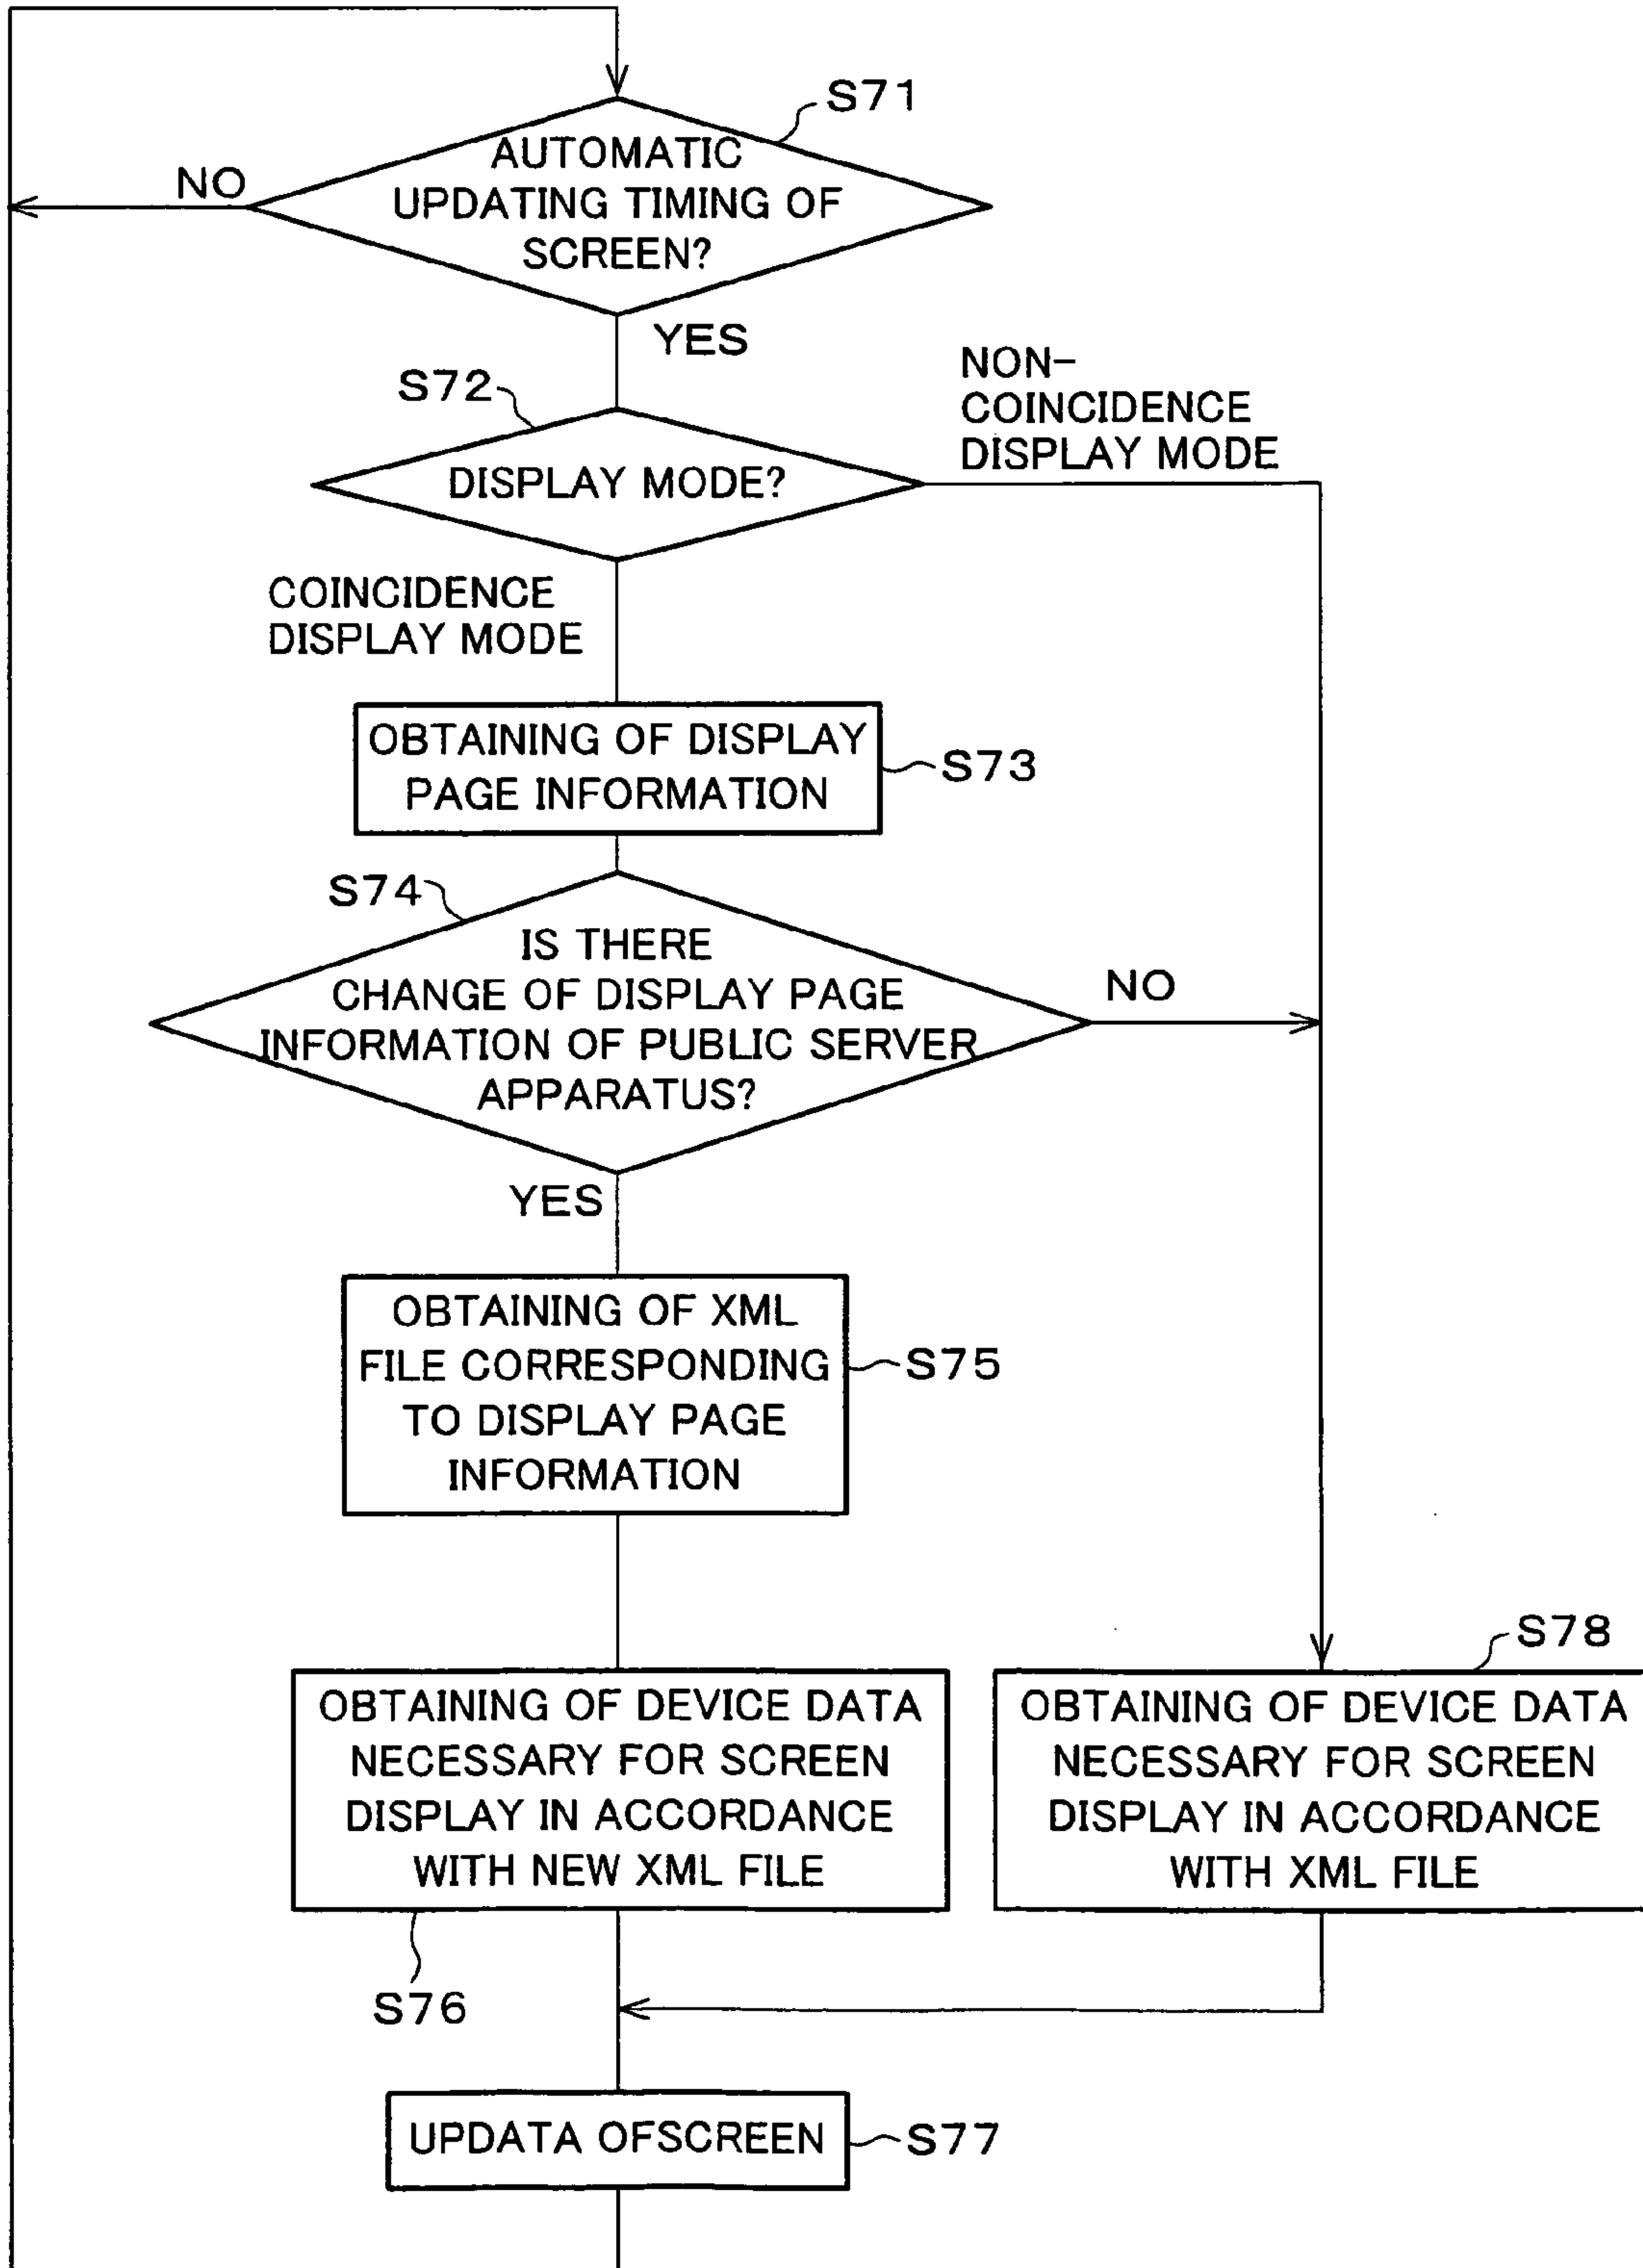 S71
AUTOMATIC
UPDATING TIMING OF
SCREEN?
NO
YES
S72
DISPLAY MODE?
NON-
COINCIDENCE
DISPLAY MODE
COINCIDENCE
DISPLAY MODE
OBTAINING OF DISPLAY
PAGE INFORMATION
S73
S74
IS THERE
CHANGE OF DISPLAY PAGE
INFORMATION OF PUBLIC SERVER
APPARATUS?
NO
YES
OBTAINING OF XML
FILE CORRESPONDING
TO DISPLAY PAGE
INFORMATION
S75
OBTAINING OF DEVICE DATA
NECESSARY FOR SCREEN
DISPLAY IN ACCORDANCE
WITH NEW XML FILE
S76
S78
OBTAINING OF DEVICE DATA
NECESSARY FOR SCREEN
DISPLAY IN ACCORDANCE
WITH XML FILE
UPDATA OFSCREEN
S77